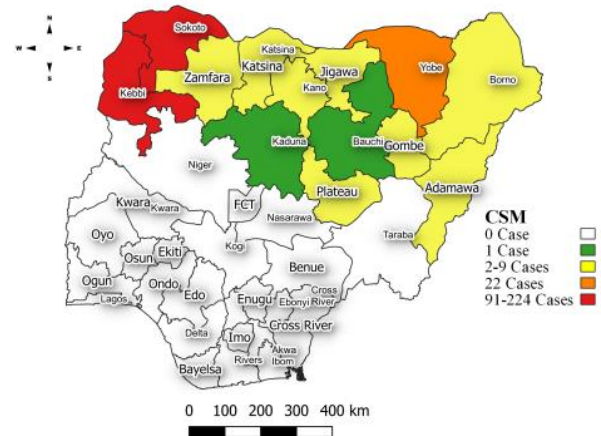 N
W E
S
Sokoto
Katsina
Yobe
Zamfara
Katsina
Jigawa
Borno
Kebbi
Kano
Kaduna
Bauchi
Gombe
Niger
Plateau
Adamawa
Kwara
Kwara
FCT
Nasarawa
Taraba
Oyo
Kogi
Osun
Ekiti
Benue
Ogun
Ondo
Edo
Enugu
Cross
Lagos
Ebonyi
River
Delta
Imo
Cross River
Bayelsa
Rivers
Akwa
Ibom
CSM
0 Case
1 Case
2-9 Cases
22 Cases
91-224 Cases
0 100 200 300 400 km